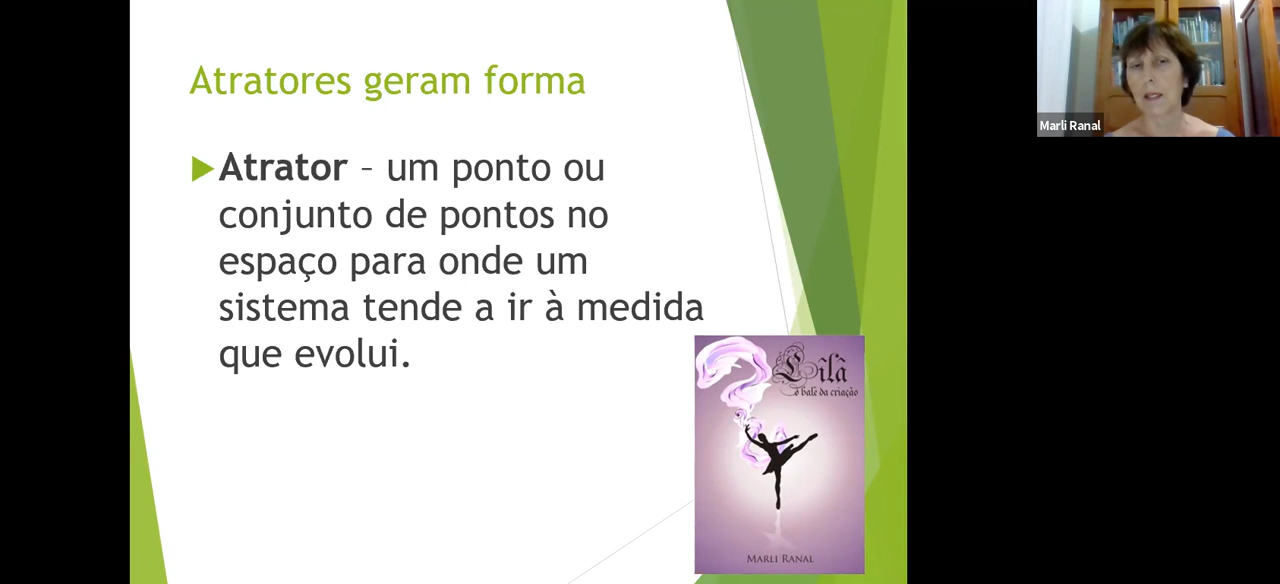 Atratores geram forma
Atrator – um ponto ou
conjunto de pontos no
espaço para onde um
sistema tende a ir à medida
que evolui.
Lîlâ
o balé da criação
Marli Ranal
Marli Ranal